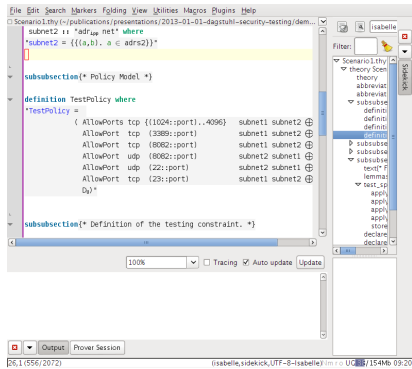 File Edit Search Markers Folding View Utilities Macros Plugins Help
Scenario1.thy (~/publications/presentations/2013-01-01-dagstuhl-security-testing/dem...
subnet2 :: "adr_ipp net" where
"subnet2 = {{(a,b). a ∈ adrs2}}"
subsubsection{* Policy Model *}
definition TestPolicy where
"TestPolicy =
( AllowPorts tcp {(1024::port)..4096} subnet1 subnet2 ⊕
AllowPort tcp (3389::port) subnet1 subnet2 ⊕
AllowPort tcp (8082::port) subnet1 subnet2 ⊕
AllowPort udp (8082::port) subnet2 subnet1 ⊕
AllowPort udp (22::port) subnet2 subnet1 ⊕
AllowPort tcp (23::port) subnet1 subnet2 ⊕
subsubsection{* Definition of the testing constraint. *}
100%
Tracing
Auto update
Update
Output
Prover Session
26,1 (556/2072)
(isabelle,sidekick,UTF-8-Isabelle)
154Mb 09:20
isabelle
Filter:
Scenario1.thy
theory Scen
theory
abbreviat
abbreviat
subsubse
definiti
definiti
definiti
definiti
subsubse
subsubse
subsubse
text{* F
lemmas
test_sp
apply
apply
apply
apply
store
declare
declare
Sidekick